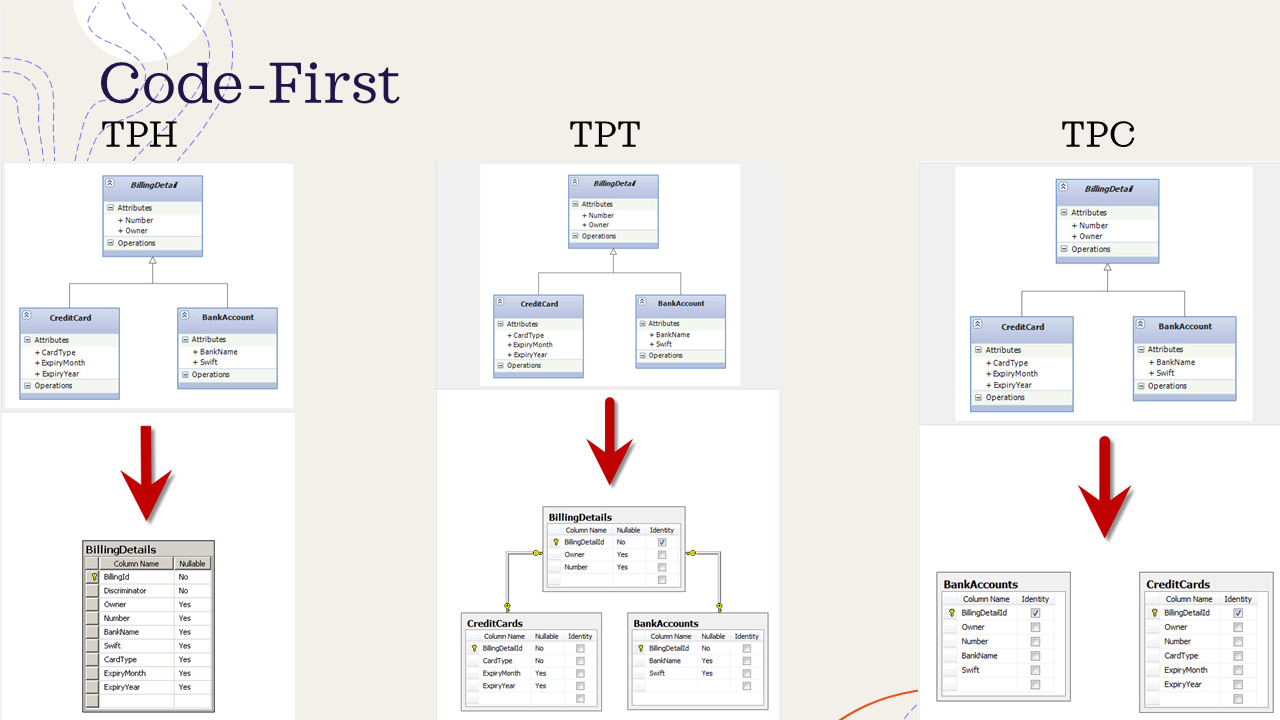 Code-First
TPH
BillingDetail
Attributes
+ Number
+ Owner
Operations
CreditCard
Attributes
+ CardType
+ ExpiryMonth
+ ExpiryYear
Operations
BankAccount
Attributes
+ BankName
+ Swift
Operations
BillingDetails
Column Name Nullable
BillingId No
Discriminator No
Owner Yes
Number Yes
BankName Yes
Swift Yes
CardType Yes
ExpiryMonth Yes
ExpiryYear Yes
TPT
BillingDetail
Attributes
+ Number
+ Owner
Operations
CreditCard
Attributes
+ CardType
+ ExpiryMonth
+ ExpiryYear
Operations
BankAccount
Attributes
+ BankName
+ Swift
Operations
BillingDetails
Column Name Nullable Identity
BillingDetailId No
Owner Yes
Number Yes
CreditCards
Column Name Nullable Identity
BillingDetailId No
CardType No
ExpiryMonth Yes
ExpiryYear Yes
BankAccounts
Column Name Nullable Identity
BillingDetailId No
BankName Yes
Swift Yes
TPC
BillingDetail
Attributes
+ Number
+ Owner
Operations
CreditCard
Attributes
+ CardType
+ ExpiryMonth
+ ExpiryYear
Operations
BankAccount
Attributes
+ BankName
+ Swift
Operations
BankAccounts
Column Name Identity
BillingDetailId
Owner
Number
BankName
Swift
CreditCards
Column Name Identity
BillingDetailId
Owner
Number
CardType
ExpiryMonth
ExpiryYear